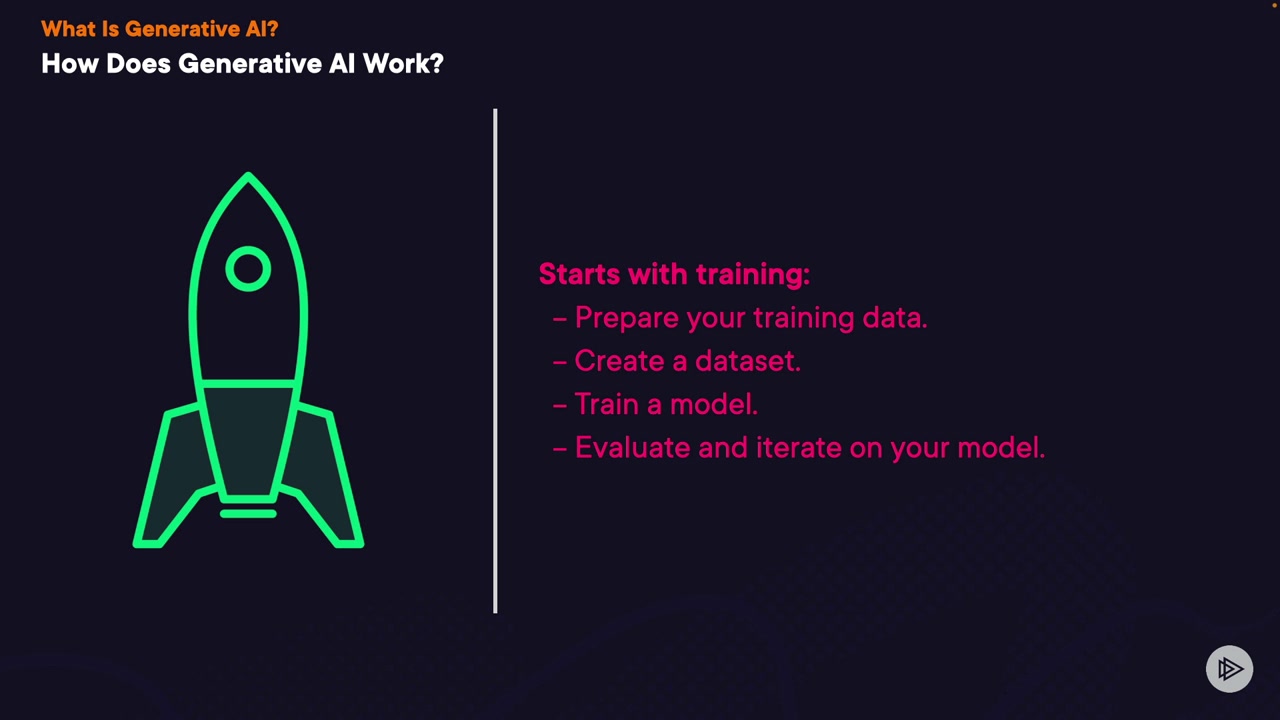 What Is Generative AI?
How Does Generative AI Work?
Starts with training:
– Prepare your training data.
– Create a dataset.
– Train a model.
– Evaluate and iterate on your model.